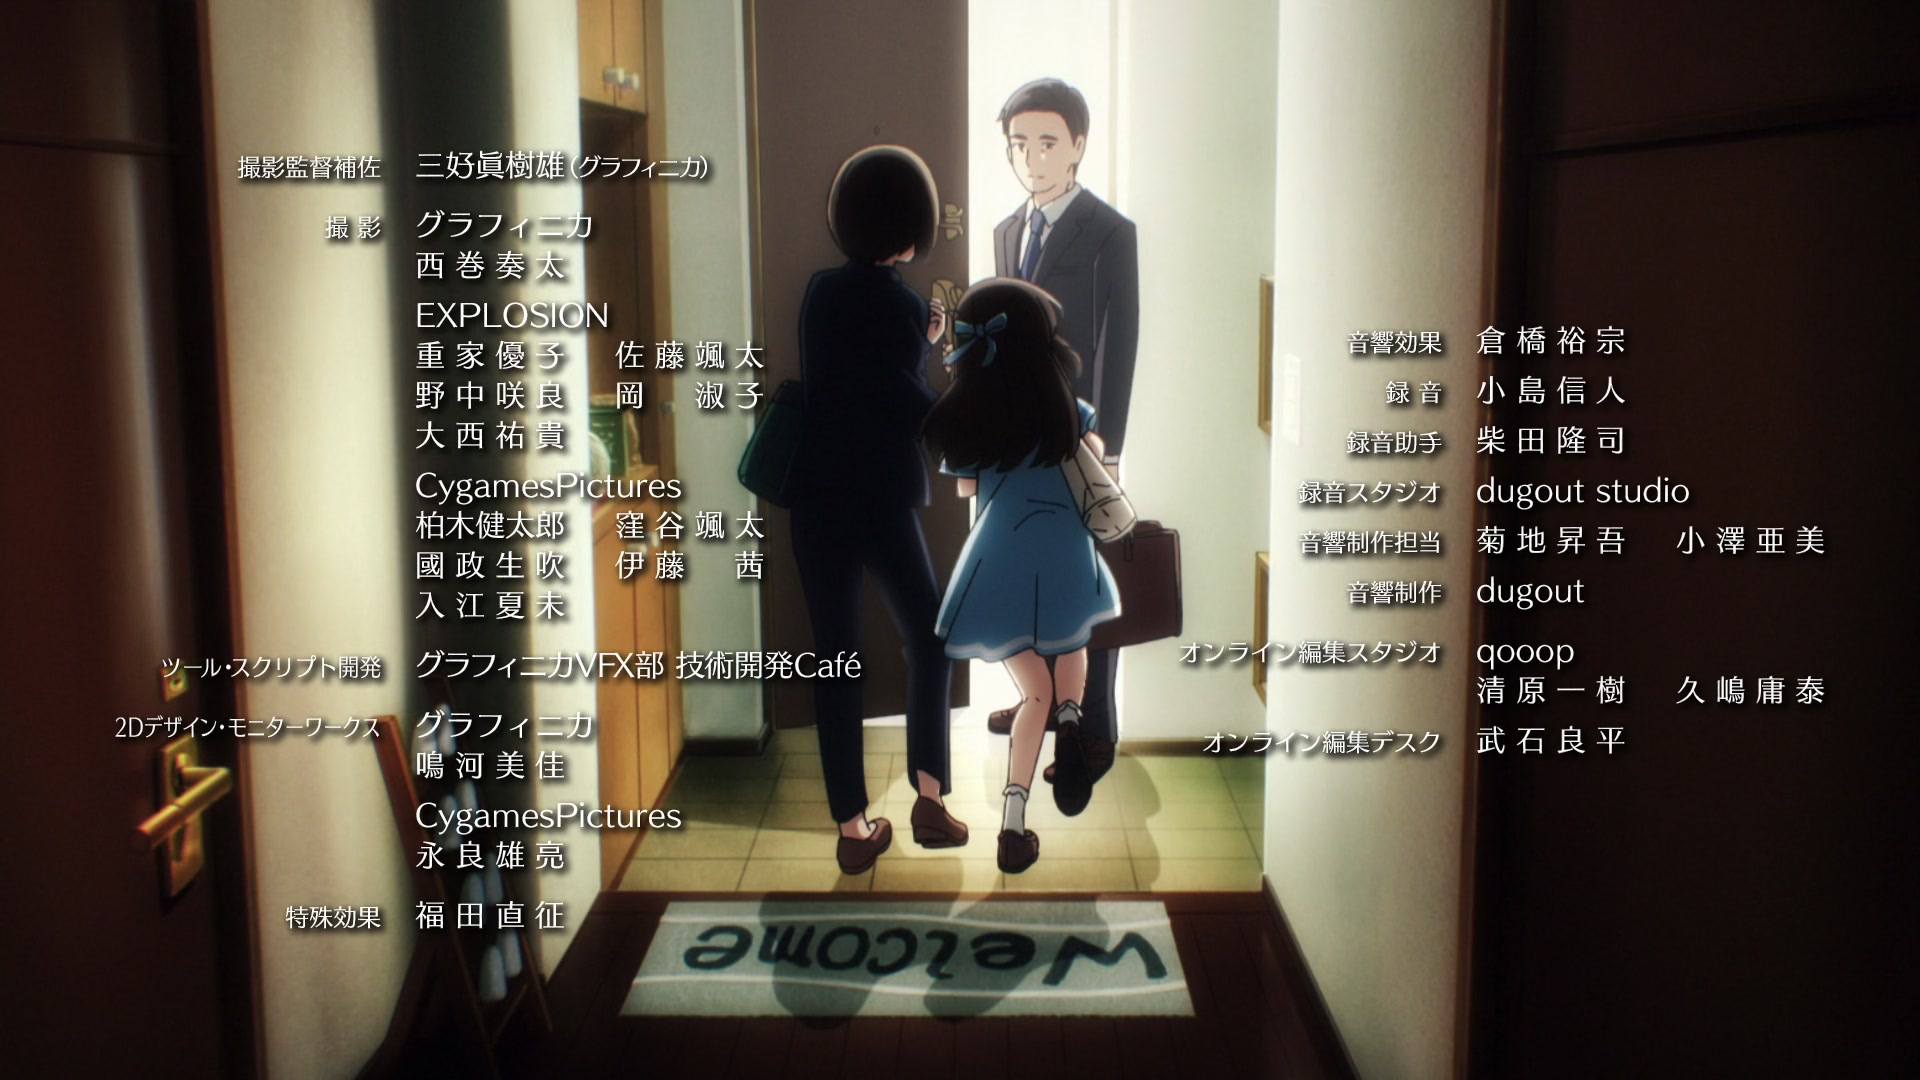 撮影監督補佐 三好眞樹雄(グラフィニカ)
撮影 グラフィニカ
西巻奏太
EXPLOSION
重家優子 佐藤颯太
野中咲良 岡 淑子
大西祐貴
CygamesPictures
柏木健太郎 窪谷颯太
國政生吹 伊藤 茜
入江夏未
ツール・スクリプト開発 グラフィニカVFX部 技術開発Café
2Dデザイン・モニターワークス グラフィニカ
鳴河美佳
CygamesPictures
永良雄亮
特殊効果 福田直征
音響効果 倉橋裕宗
録音 小島信人
録音助手 柴田隆司
録音スタジオ dugout studio
音響制作担当 菊地昇吾 小澤亜美
音響制作 dugout
オンライン編集スタジオ qooop
清原一樹 久嶋庸泰
オンライン編集デスク 武石良平
Welcome